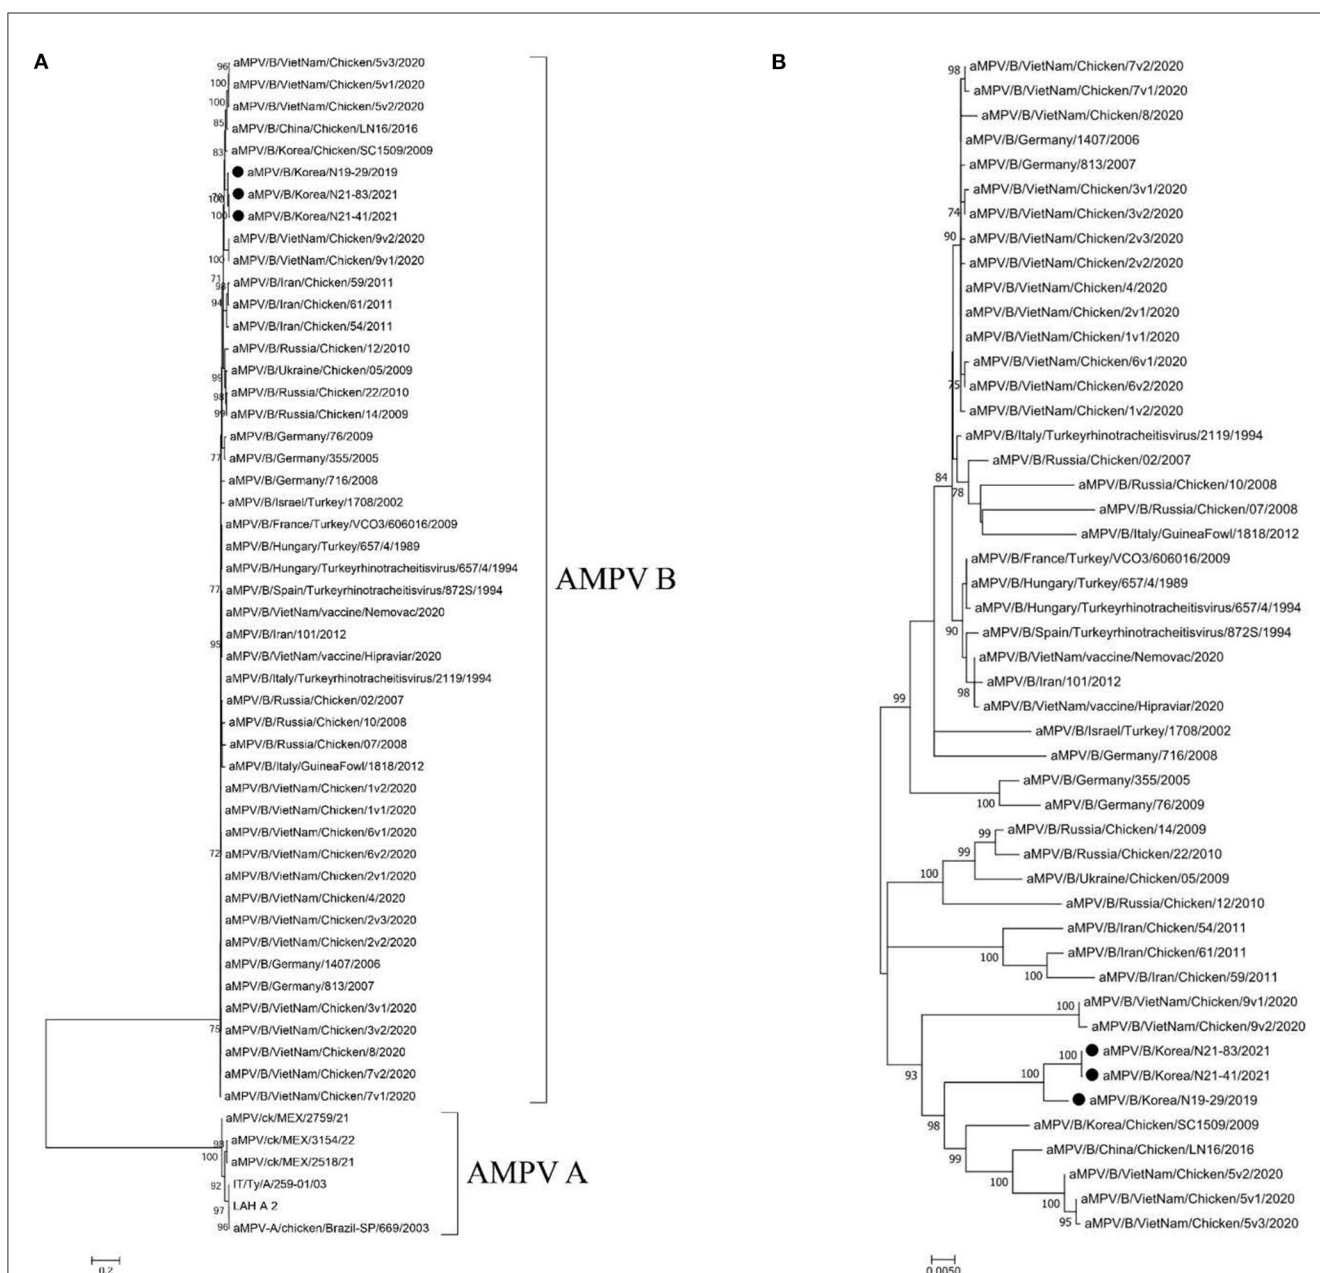 A
96
aMPV/B/VietNam/Chicken/5v3/2020
100
aMPV/B/VietNam/Chicken/5v1/2020
100
aMPV/B/VietNam/Chicken/5v2/2020
85
aMPV/B/China/Chicken/LN16/2016
83
aMPV/B/Korea/Chicken/SC1509/2009
aMPV/B/Korea/N19-29/2019
aMPV/B/Korea/N21-83/2021
100
100
aMPV/B/Korea/N21-41/2021
aMPV/B/VietNam/Chicken/9v2/2020
100
aMPV/B/VietNam/Chicken/9v1/2020
71
aMPV/B/Iran/Chicken/59/2011
94
aMPV/B/Iran/Chicken/61/2011
aMPV/B/Iran/Chicken/54/2011
aMPV/B/Russia/Chicken/12/2010
99
aMPV/B/Ukraine/Chicken/05/2009
98
aMPV/B/Russia/Chicken/22/2010
99
aMPV/B/Russia/Chicken/14/2009
aMPV/B/Germany/76/2009
77
aMPV/B/Germany/355/2005
aMPV/B/Germany/716/2008
aMPV/B/Israel/Turkey/1708/2002
aMPV/B/France/Turkey/VCO3/606016/2009
aMPV/B/Hungary/Turkey/657/4/1989
aMPV/B/Hungary/Turkeyrhinotracheitisvirus/657/4/1994
77
aMPV/B/Spain/Turkeyrhinotracheitisvirus/872S/1994
aMPV/B/VietNam/vaccine/Nemovac/2020
aMPV/B/Iran/101/2012
95
aMPV/B/VietNam/vaccine/Hipraviar/2020
aMPV/B/Italy/Turkeyrhinotracheitisvirus/2119/1994
aMPV/B/Russia/Chicken/02/2007
aMPV/B/Russia/Chicken/10/2008
aMPV/B/Russia/Chicken/07/2008
aMPV/B/Italy/GuineaFowl/1818/2012
aMPV/B/VietNam/Chicken/1v2/2020
aMPV/B/VietNam/Chicken/1v1/2020
aMPV/B/VietNam/Chicken/6v1/2020
72
aMPV/B/VietNam/Chicken/6v2/2020
aMPV/B/VietNam/Chicken/2v1/2020
aMPV/B/VietNam/Chicken/4/2020
aMPV/B/VietNam/Chicken/2v3/2020
aMPV/B/VietNam/Chicken/2v2/2020
aMPV/B/Germany/1407/2006
aMPV/B/Germany/813/2007
aMPV/B/VietNam/Chicken/3v1/2020
75
aMPV/B/VietNam/Chicken/3v2/2020
aMPV/B/VietNam/Chicken/8/2020
aMPV/B/VietNam/Chicken/7v2/2020
aMPV/B/VietNam/Chicken/7v1/2020
AMPV B
aMPV/ck/MEX/2759/21
98
aMPV/ck/MEX/3154/22
100
aMPV/ck/MEX/2518/21
92
IT/Ty/A/259-01/03
97
LAH A 2
96
aMPV-A/chicken/Brazil-SP/669/2003
AMPV A
0.2
B
98
aMPV/B/VietNam/Chicken/7v2/2020
aMPV/B/VietNam/Chicken/7v1/2020
aMPV/B/VietNam/Chicken/8/2020
aMPV/B/Germany/1407/2006
aMPV/B/Germany/813/2007
aMPV/B/VietNam/Chicken/3v1/2020
74
aMPV/B/VietNam/Chicken/3v2/2020
90
aMPV/B/VietNam/Chicken/2v3/2020
aMPV/B/VietNam/Chicken/2v2/2020
aMPV/B/VietNam/Chicken/4/2020
aMPV/B/VietNam/Chicken/2v1/2020
aMPV/B/VietNam/Chicken/1v1/2020
aMPV/B/VietNam/Chicken/6v1/2020
75
aMPV/B/VietNam/Chicken/6v2/2020
aMPV/B/VietNam/Chicken/1v2/2020
aMPV/B/Italy/Turkeyrhinotracheitisvirus/2119/1994
aMPV/B/Russia/Chicken/02/2007
84
78
aMPV/B/Russia/Chicken/10/2008
aMPV/B/Russia/Chicken/07/2008
aMPV/B/Italy/GuineaFowl/1818/2012
aMPV/B/France/Turkey/VCO3/606016/2009
aMPV/B/Hungary/Turkey/657/4/1989
aMPV/B/Hungary/Turkeyrhinotracheitisvirus/657/4/1994
90
aMPV/B/Spain/Turkeyrhinotracheitisvirus/872S/1994
aMPV/B/VietNam/vaccine/Nemovac/2020
aMPV/B/Iran/101/2012
98
99
aMPV/B/VietNam/vaccine/Hipraviar/2020
aMPV/B/Israel/Turkey/1708/2002
aMPV/B/Germany/716/2008
aMPV/B/Germany/355/2005
100
aMPV/B/Germany/76/2009
99
aMPV/B/Russia/Chicken/14/2009
99
aMPV/B/Russia/Chicken/22/2010
100
aMPV/B/Ukraine/Chicken/05/2009
aMPV/B/Russia/Chicken/12/2010
aMPV/B/Iran/Chicken/54/2011
100
aMPV/B/Iran/Chicken/61/2011
100
aMPV/B/Iran/Chicken/59/2011
100
aMPV/B/VietNam/Chicken/9v1/2020
aMPV/B/VietNam/Chicken/9v2/2020
100
aMPV/B/Korea/N21-83/2021
93
100
aMPV/B/Korea/N21-41/2021
aMPV/B/Korea/N19-29/2019
98
aMPV/B/Korea/Chicken/SC1509/2009
99
aMPV/B/China/Chicken/LN16/2016
100
aMPV/B/VietNam/Chicken/5v2/2020
100
aMPV/B/VietNam/Chicken/5v1/2020
95
aMPV/B/VietNam/Chicken/5v3/2020
0.0050